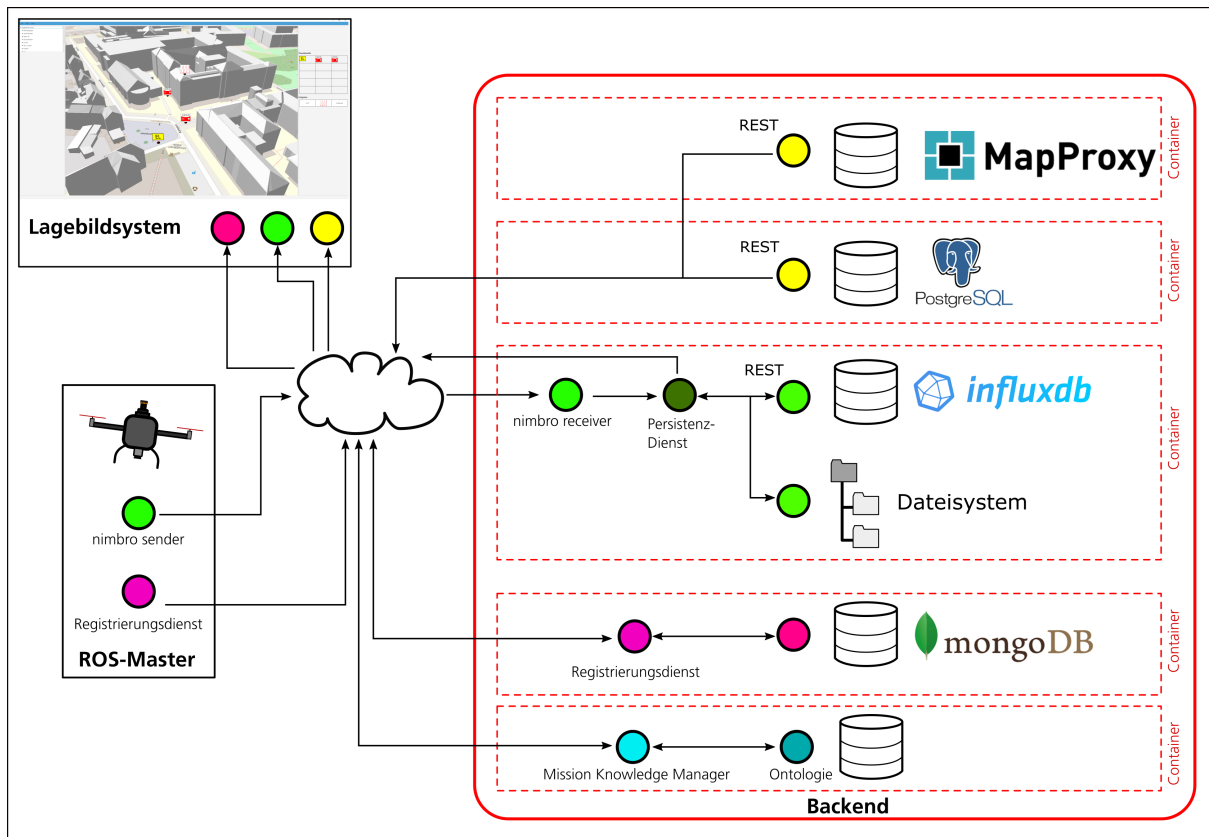 Lagebildsystem
nimbro sender
Registrierungsdienst
ROS-Master
REST
MapProxy
Container
REST
PostgreSQL
Container
nimbro receiver
Persistenz-
Dienst
REST
influxdb
Dateisystem
Container
Registrierungsdienst
mongoDB
Container
Mission Knowledge Manager
Ontologie
Container
Backend